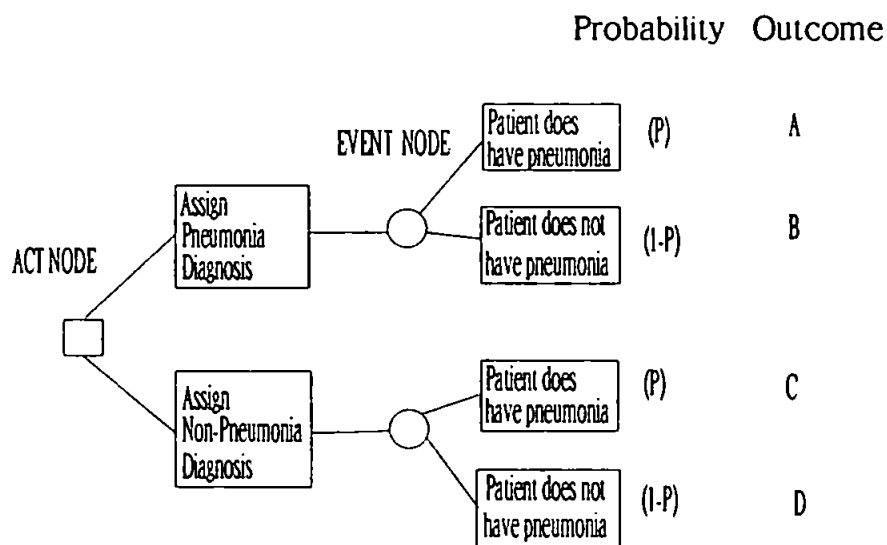 Probability Outcome
EVENT NODE
Patient does
have pneumonia
(P)
A
Assign
Pneumonia
Diagnosis
Patient does not
have pneumonia
(1-P)
B
ACT NODE
Assign
Non-Pneumonia
Diagnosis
Patient does
have pneumonia
(P)
C
Patient does not
have pneumonia
(1-P)
D